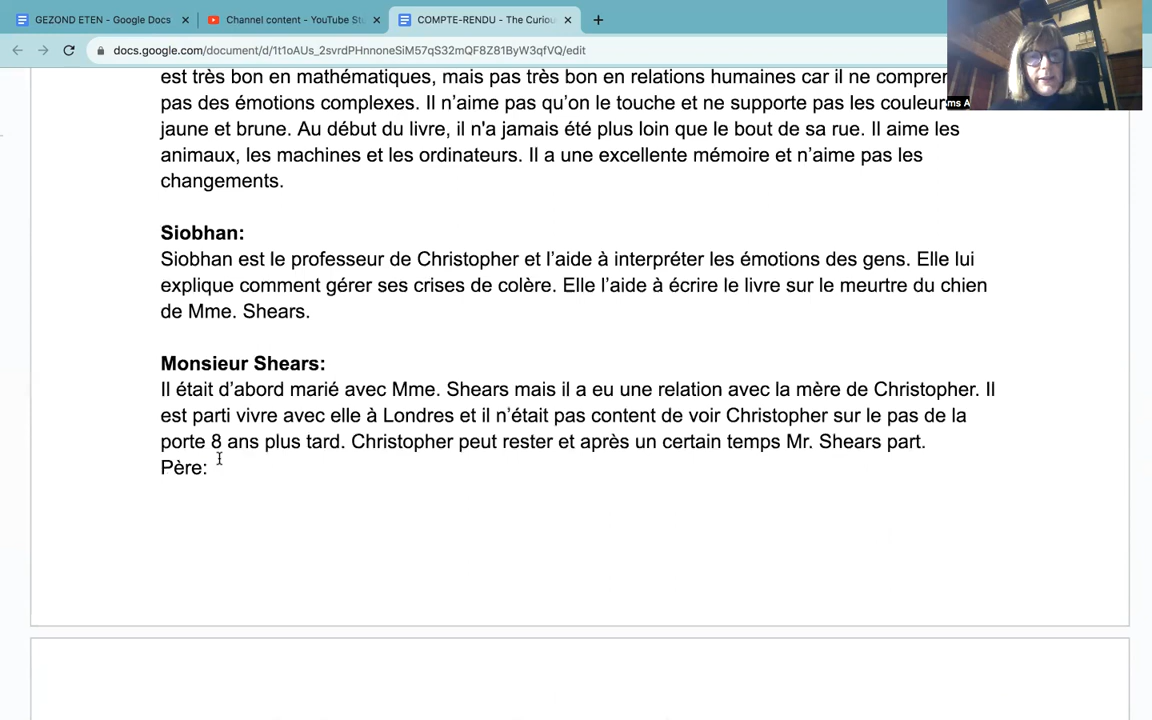 GEZOND ETEN - Google Docs
Channel content - YouTube St
COMPTE-RENDU - The Curiou
docs.google.com/document/d/1t1oAUs_2svrdPHnnoneSiM57qS32mQF8Z81ByW3qfVQ/edit
ms A
est très bon en mathématiques, mais pas très bon en relations humaines car il ne compren
pas des émotions complexes. Il n’aime pas qu’on le touche et ne supporte pas les couleur
jaune et brune. Au début du livre, il n'a jamais été plus loin que le bout de sa rue. Il aime les
animaux, les machines et les ordinateurs. Il a une excellente mémoire et n’aime pas les
changements.
Siobhan:
Siobhan est le professeur de Christopher et l’aide à interpréter les émotions des gens. Elle lui
explique comment gérer ses crises de colère. Elle l’aide à écrire le livre sur le meurtre du chien
de Mme. Shears.
Monsieur Shears:
Il était d’abord marié avec Mme. Shears mais il a eu une relation avec la mère de Christopher. Il
est parti vivre avec elle à Londres et il n’était pas content de voir Christopher sur le pas de la
porte 8 ans plus tard. Christopher peut rester et après un certain temps Mr. Shears part.
Père: